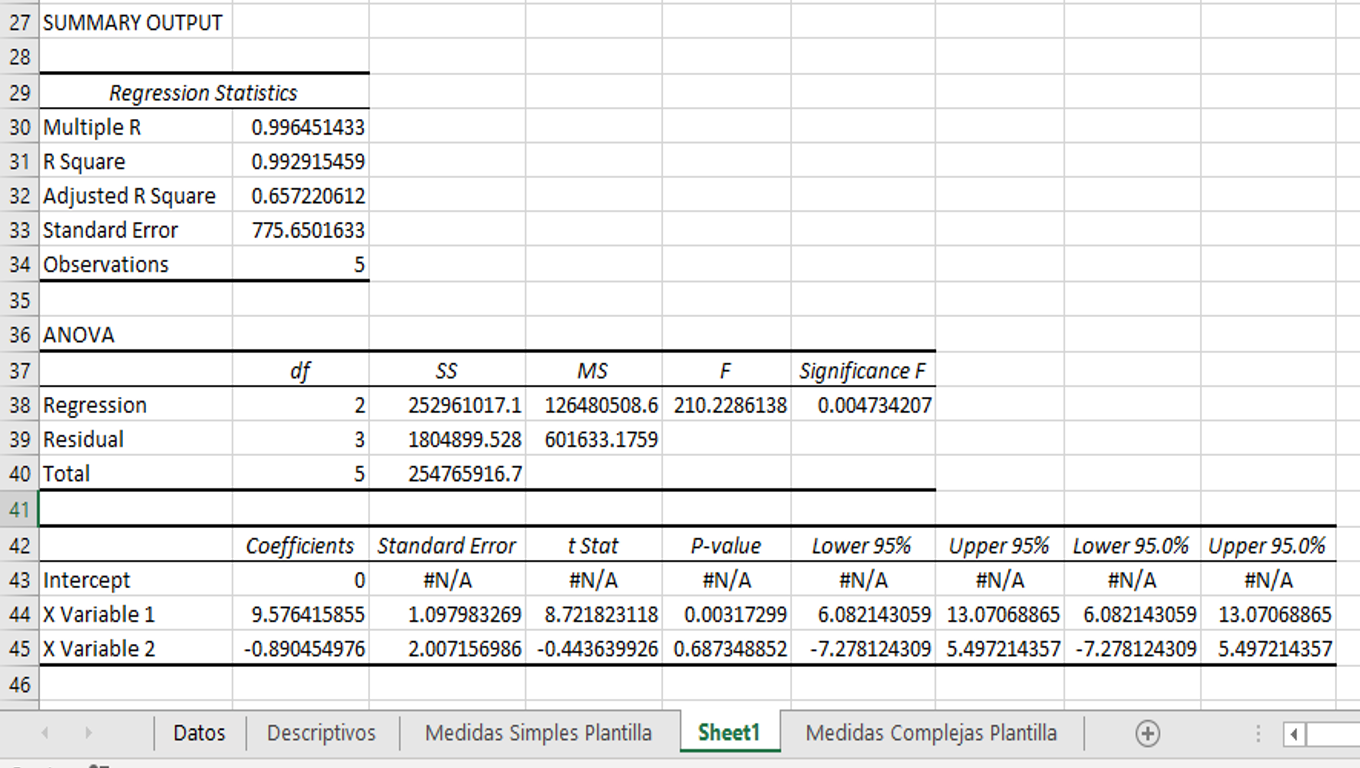 27 SUMMARY OUTPUT
28
29 Regression Statistics
30 Multiple R 0.996451433
31 R Square 0.992915459
32 Adjusted R Square 0.657220612
33 Standard Error 775.6501633
34 Observations 5
35
36 ANOVA
37 df SS MS F Significance F
38 Regression 2 252961017.1 126480508.6 210.2286138 0.004734207
39 Residual 3 1804899.528 601633.1759
40 Total 5 254765916.7
41
42 Coefficients Standard Error t Stat P-value Lower 95% Upper 95% Lower 95.0% Upper 95.0%
43 Intercept 0 #N/A #N/A #N/A #N/A #N/A #N/A #N/A
44 X Variable 1 9.576415855 1.097983269 8.721823118 0.00317299 6.082143059 13.07068865 6.082143059 13.07068865
45 X Variable 2 -0.890454976 2.007156986 -0.443639926 0.687348852 -7.278124309 5.497214357 -7.278124309 5.497214357
46
Datos Descriptivos Medidas Simples Plantilla Sheet1 Medidas Complejas Plantilla